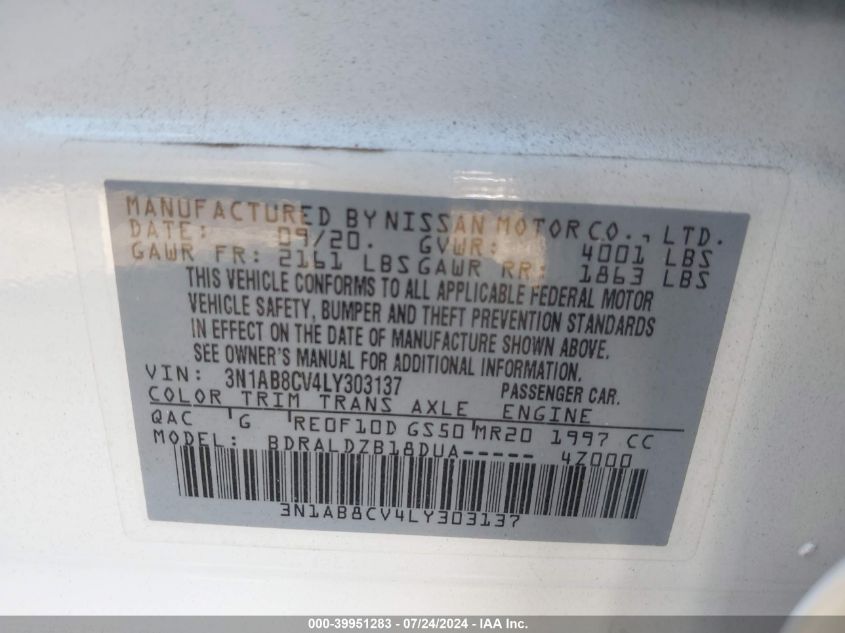 MANUFACTURED BY NISSAN MOTOR CO., LTD.
DATE: 09/20. GVWR: 4001 LBS
GAWR FR: 2161 LBS GAWR RR: 1863 LBS
THIS VEHICLE CONFORMS TO ALL APPLICABLE FEDERAL MOTOR
VEHICLE SAFETY, BUMPER AND THEFT PREVENTION STANDARDS
IN EFFECT ON THE DATE OF MANUFACTURE SHOWN ABOVE.
SEE OWNER'S MANUAL FOR ADDITIONAL INFORMATION.
VIN: 3N1AB8CV4LY303137 PASSENGER CAR.
COLOR TRIM TRANS AXLE ENGINE
QAC G RE0F10D GS50 MR20 1997 CC
MODEL: BDRALDZB18DUA----- 4Z000
3N1AB8CV4LY303137
000-39951283 - 07/24/2024 - IAA Inc.